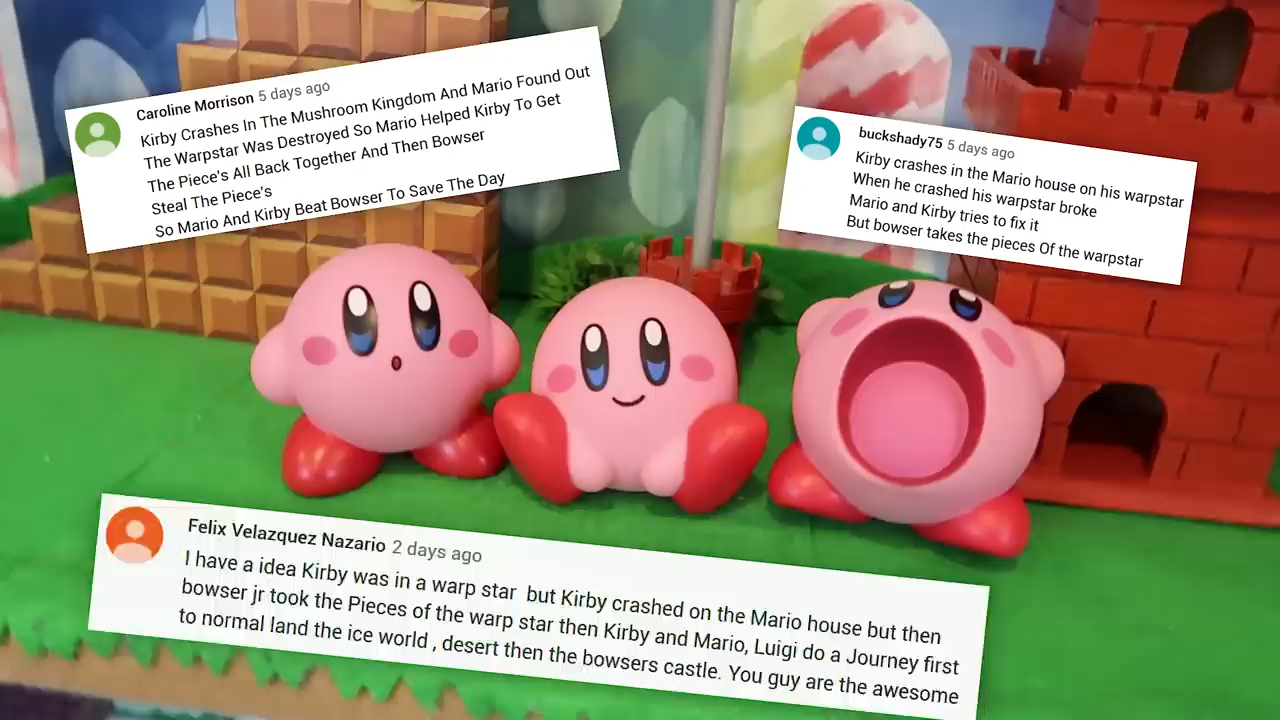 Caroline Morrison 5 days ago
Kirby Crashes In The Mushroom Kingdom And Mario Found Out
The Warpstar Was Destroyed So Mario Helped Kirby To Get
The Piece's All Back Together And Then Bowser
Steal The Piece's
So Mario And Kirby Beat Bowser To Save The Day
buckshady75 5 days ago
Kirby crashes in the Mario house on his warpstar
When he crashed his warpstar broke
Mario and Kirby tries to fix it
But bowser takes the pieces Of the warpstar
Felix Velazquez Nazario 2 days ago
I have a idea Kirby was in a warp star but Kirby crashed on the Mario house but then
bowser jr took the Pieces of the warp star then Kirby and Mario, Luigi do a Journey first
to normal land the ice world , desert then the bowsers castle. You guy are the awesome